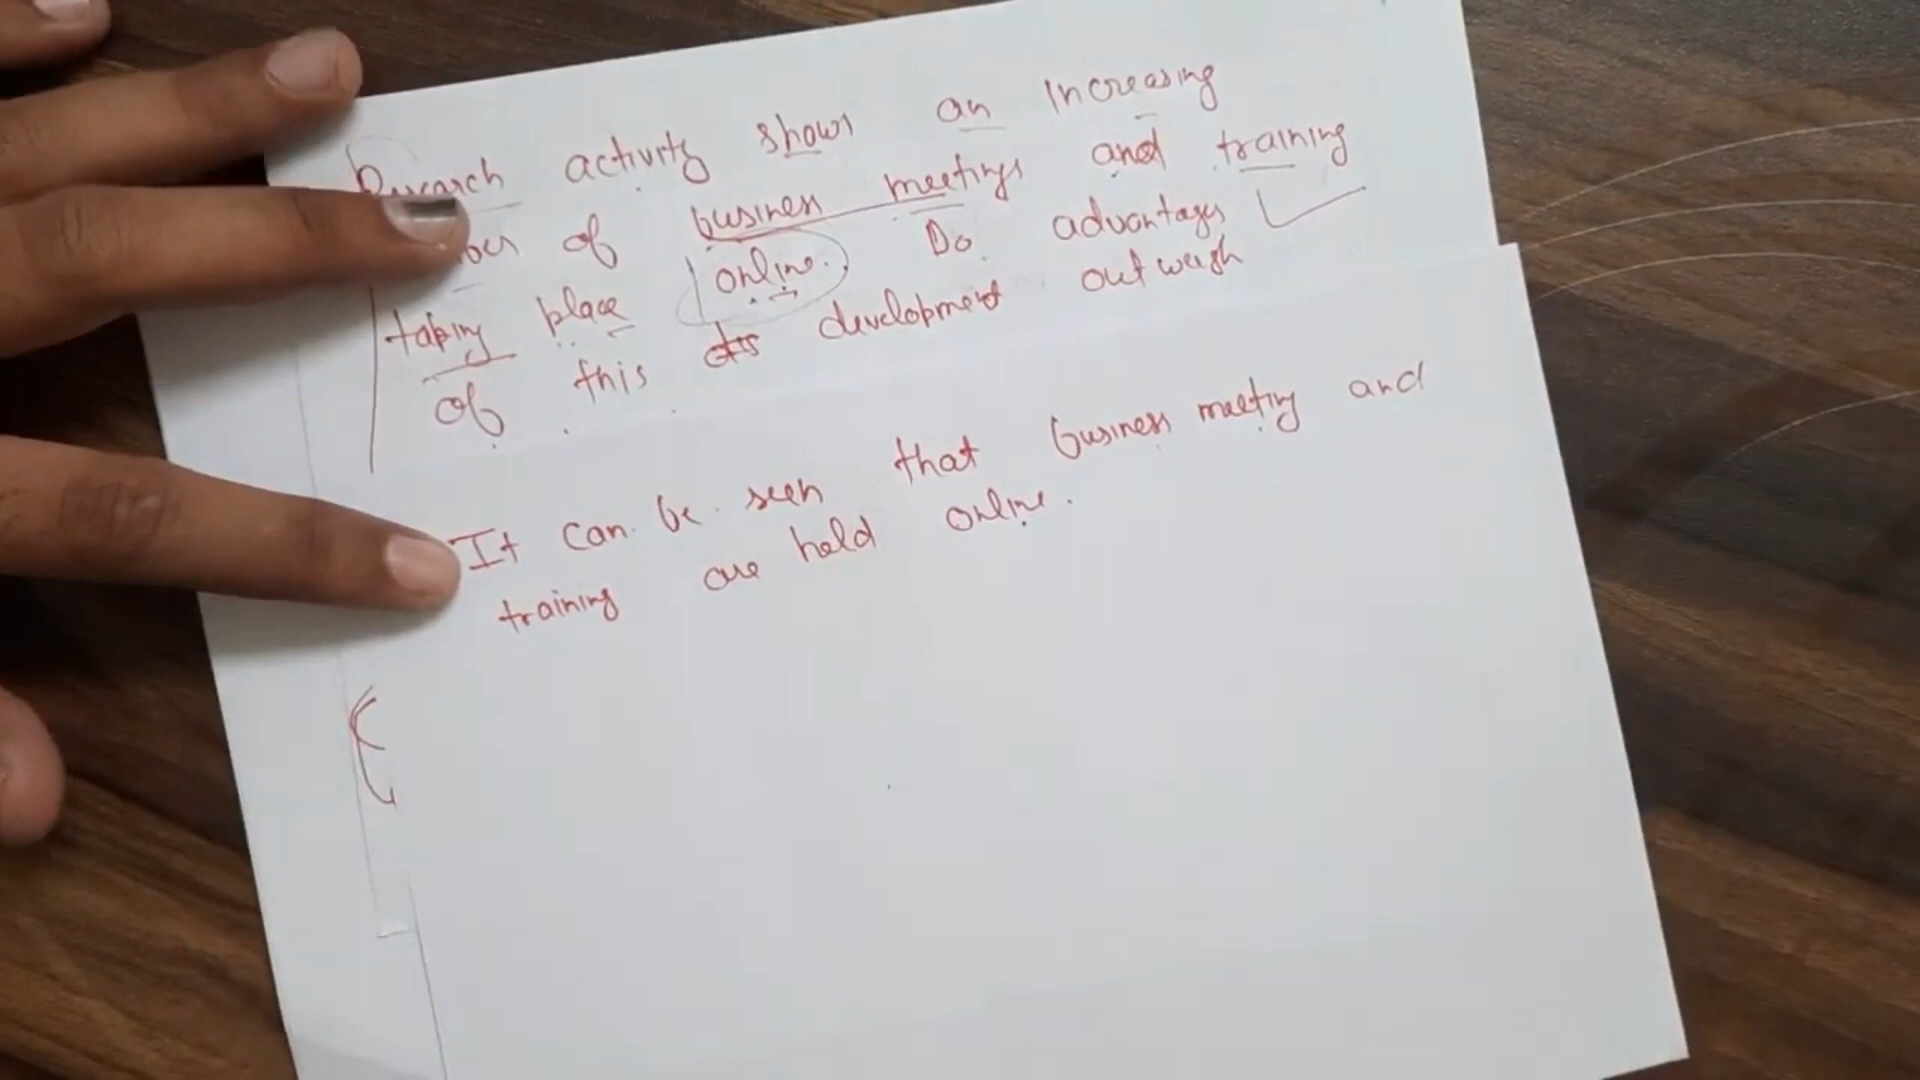 Research activity shows an increasing
of business meetings and training
taking place online. Do advantages
of this development outweigh
It can be seen that business meeting and
training are held online.